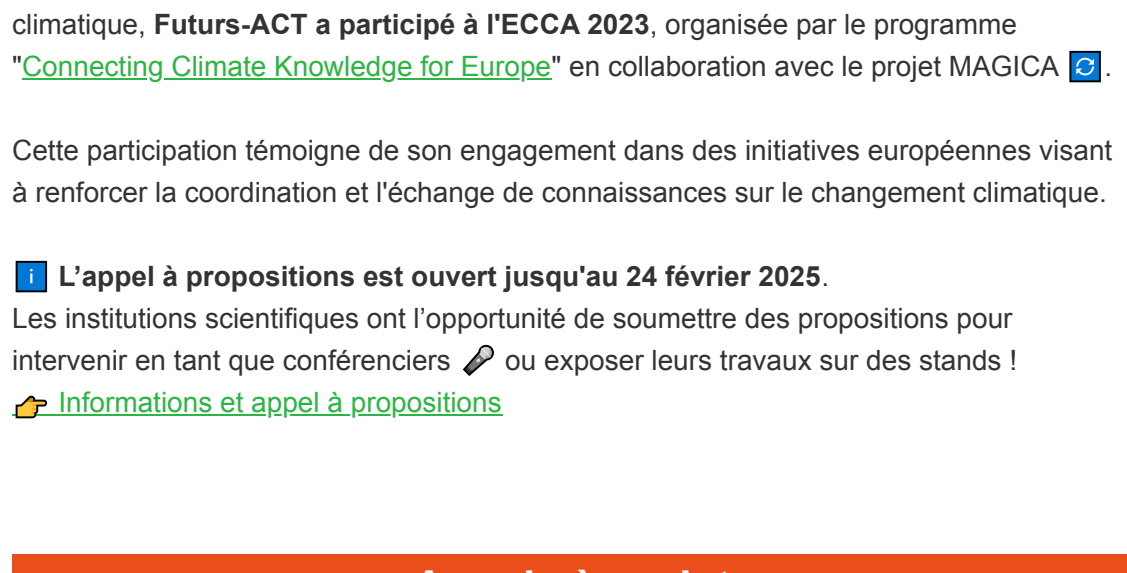 climatique, Futurs-ACT a participé à l'ECCA 2023, organisée par le programme
"Connecting Climate Knowledge for Europe" en collaboration avec le projet MAGICA 🔄.
Cette participation témoigne de son engagement dans des initiatives européennes visant
à renforcer la coordination et l'échange de connaissances sur le changement climatique.
ℹ️ L’appel à propositions est ouvert jusqu'au 24 février 2025.
Les institutions scientifiques ont l’opportunité de soumettre des propositions pour
intervenir en tant que conférenciers 🎤 ou exposer leurs travaux sur des stands !
👉 Informations et appel à propositions